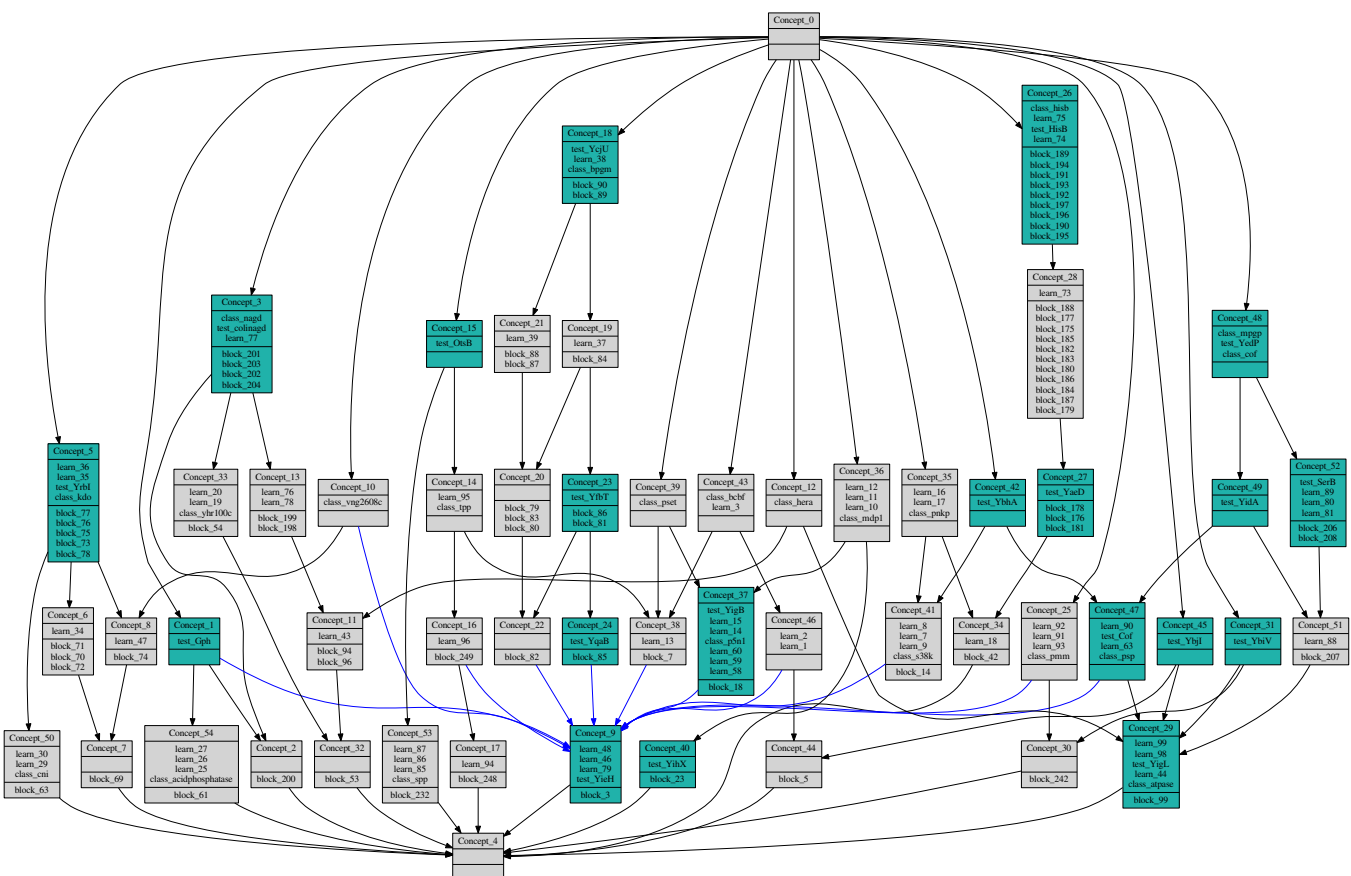 Concept_0
Concept_26
class_hisb
learn_75
test_HisB
learn_74
block_189
block_194
block_191
block_193
block_192
block_197
block_196
block_190
block_195
Concept_18
test_YcjU
learn_38
class_bpgm
block_90
block_89
Concept_28
learn_73
block_188
block_177
block_175
block_185
block_182
block_183
block_180
block_186
block_184
block_187
block_179
Concept_3
class_nagd
test_colinagd
learn_77
block_201
block_203
block_202
block_204
Concept_15
test_OtsB
Concept_21
learn_39
block_88
block_87
Concept_19
learn_37
block_84
Concept_48
class_mpgp
test_YedP
class_cof
Concept_5
learn_36
learn_35
test_YrbI
class_kdo
block_77
block_76
block_75
block_73
block_78
Concept_33
learn_20
learn_19
class_yhr100c
block_54
Concept_13
learn_76
learn_78
block_199
block_198
Concept_10
class_vng2608c
Concept_14
learn_95
class_tpp
Concept_20
block_79
block_83
block_80
Concept_23
test_YfbT
block_86
block_81
Concept_39
class_pset
Concept_43
class_bcbf
learn_3
Concept_12
class_hera
Concept_36
learn_12
learn_11
learn_10
class_mdp1
Concept_35
learn_16
learn_17
class_pnkp
Concept_42
test_YbhA
Concept_27
test_YaeD
block_178
block_176
block_181
Concept_49
test_YidA
Concept_52
test_SerB
learn_89
learn_80
learn_81
block_206
block_208
Concept_6
learn_34
block_71
block_70
block_72
Concept_8
learn_47
block_74
Concept_1
test_Gph
Concept_11
learn_43
block_94
block_96
Concept_16
learn_96
block_249
Concept_22
block_82
Concept_24
test_YqaB
block_85
Concept_38
learn_13
block_7
Concept_37
test_YigB
learn_15
learn_14
class_p5n1
learn_60
learn_59
learn_58
block_18
Concept_46
learn_2
learn_1
Concept_41
learn_8
learn_7
learn_9
class_s38k
block_14
Concept_34
learn_18
block_42
Concept_25
learn_92
learn_91
learn_93
class_pmm
Concept_47
learn_90
test_Cof
learn_63
class_psp
Concept_45
test_YbjI
Concept_31
test_YbiV
Concept_51
learn_88
block_207
Concept_50
learn_30
learn_29
class_cni
block_63
Concept_7
block_69
Concept_54
learn_27
learn_26
learn_25
class_acidphosphatase
block_61
Concept_2
block_200
Concept_32
block_53
Concept_53
learn_87
learn_86
learn_85
class_spp
block_232
Concept_17
learn_94
block_248
Concept_9
learn_48
learn_46
learn_79
test_YieH
block_3
Concept_40
test_YihX
block_23
Concept_44
block_5
Concept_30
block_242
Concept_29
learn_99
learn_98
test_YigL
learn_44
class_atpase
block_99
Concept_4